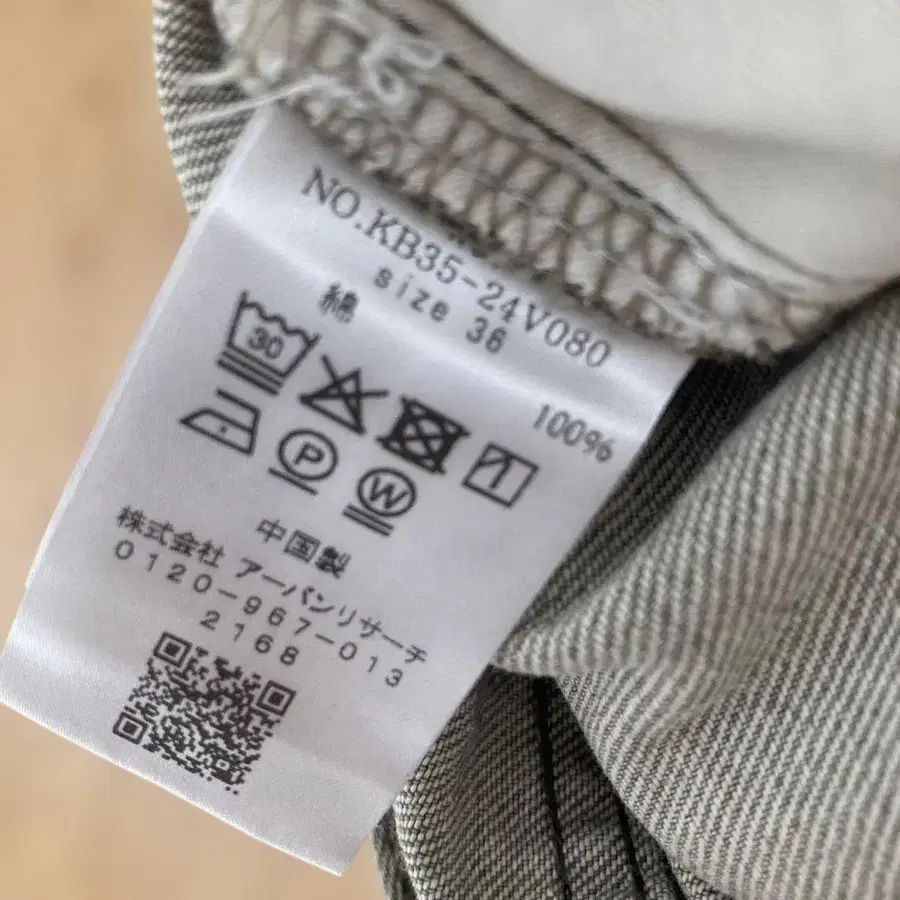 NO.KB35-24V080
size 36
綿 100%
30
P W
中国製
株式会社 アーバンリサーチ
0120-967-013
2168